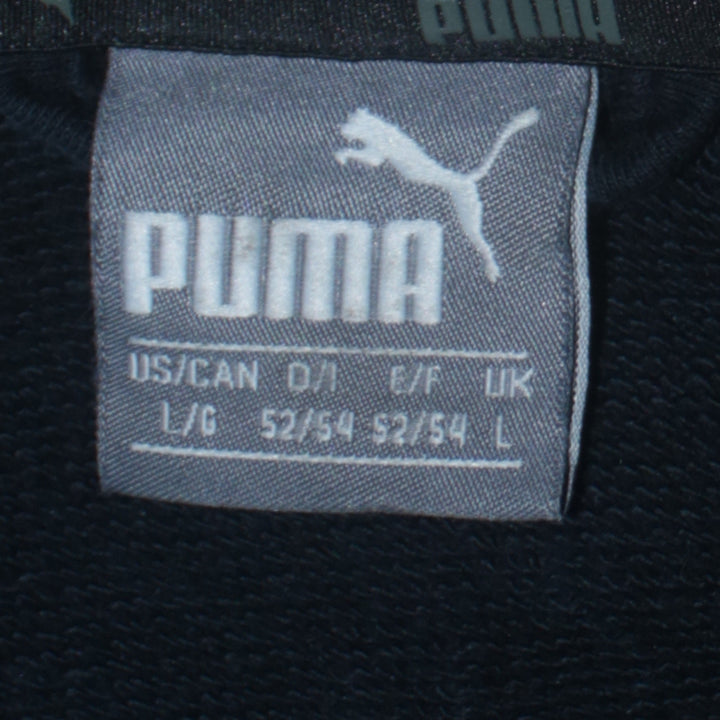 PUMA
PUMA
US/CAN D/I E/F UK
L/G 52/54 52/54 L